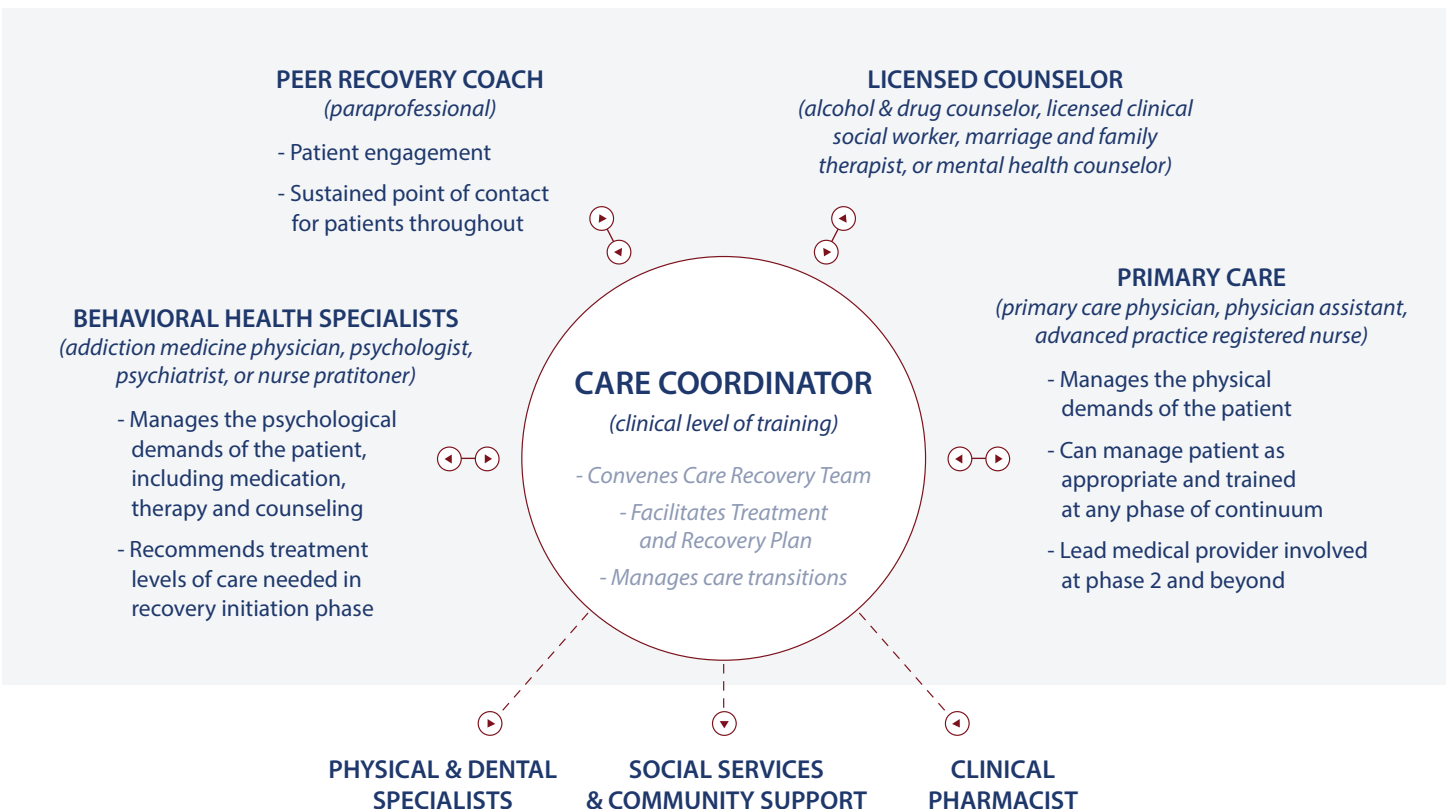 PEER RECOVERY COACH
(paraprofessional)
- Patient engagement
- Sustained point of contact
for patients throughout
LICENSED COUNSELOR
(alcohol & drug counselor, licensed clinical
social worker, marriage and family
therapist, or mental health counselor)
BEHAVIORAL HEALTH SPECIALISTS
(addiction medicine physician, psychologist,
psychiatrist, or nurse pratitoner)
- Manages the psychological
demands of the patient,
including medication,
therapy and counseling
- Recommends treatment
levels of care needed in
recovery initiation phase
CARE COORDINATOR
(clinical level of training)
- Convenes Care Recovery Team
- Facilitates Treatment
and Recovery Plan
- Manages care transitions
PRIMARY CARE
(primary care physician, physician assistant,
advanced practice registered nurse)
- Manages the physical
demands of the patient
- Can manage patient as
appropriate and trained
at any phase of continuum
- Lead medical provider involved
at phase 2 and beyond
PHYSICAL & DENTAL
SPECIALISTS
SOCIAL SERVICES
& COMMUNITY SUPPORT
CLINICAL
PHARMACIST